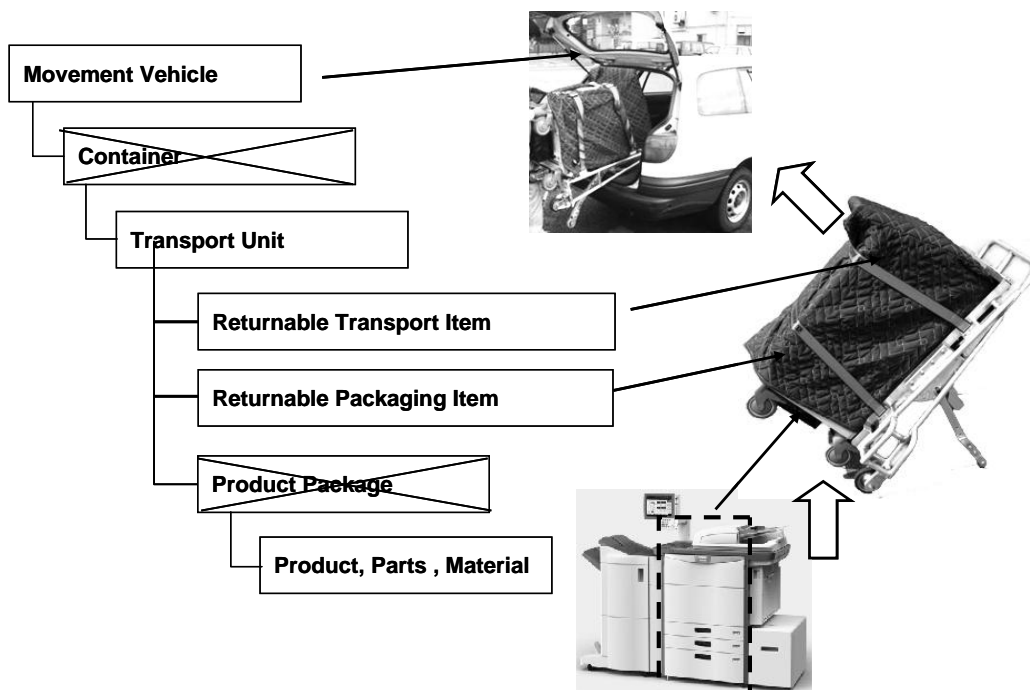 Movement Vehicle
Container
Transport Unit
Returnable Transport Item
Returnable Packaging Item
Product Package
Product, Parts , Material